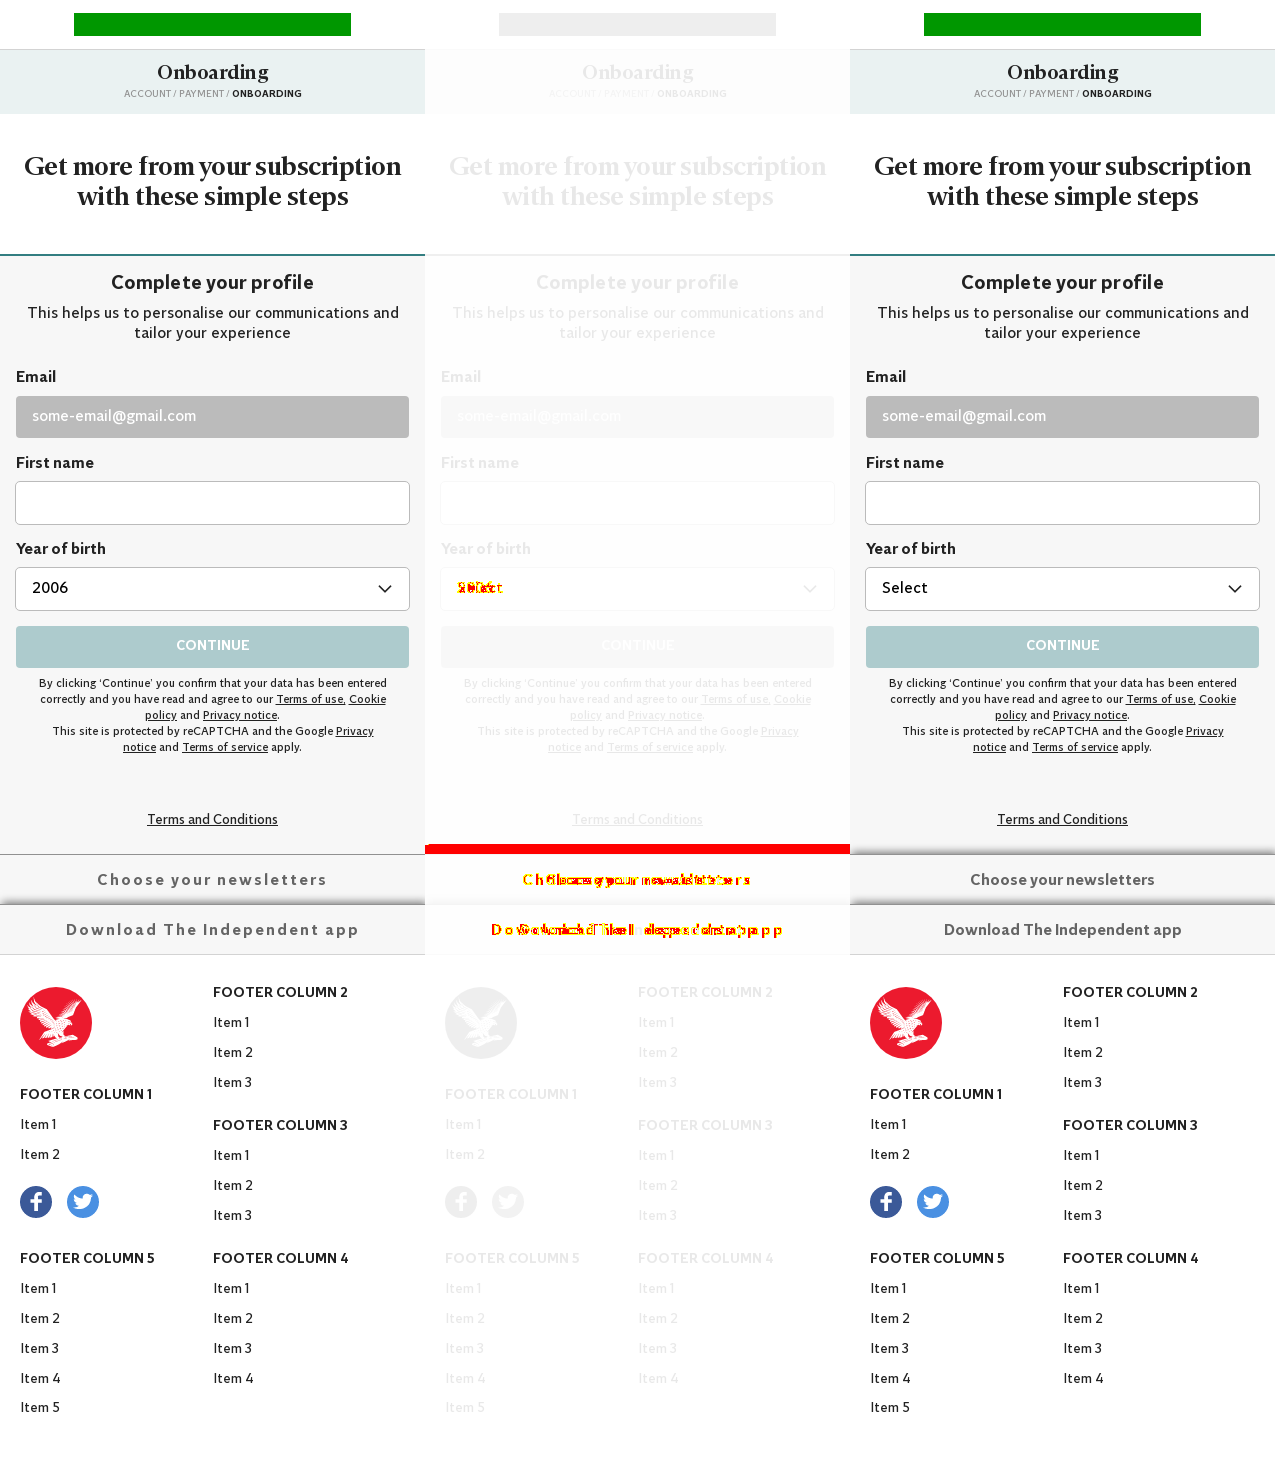 Onboarding
ACCOUNT / PAYMENT / ONBOARDING
Get more from your subscription
with these simple steps
Complete your profile
This helps us to personalise our communications and
tailor your experience
Email
some-email@gmail.com
First name
Year of birth
2006
CONTINUE
By clicking ‘Continue’ you confirm that your data has been entered
correctly and you have read and agree to our Terms of use, Cookie
policy and Privacy notice.
This site is protected by reCAPTCHA and the Google Privacy
notice and Terms of service apply.
Terms and Conditions
Choose your newsletters
Download The Independent app
FOOTER COLUMN 1
Item 1
Item 2
FOOTER COLUMN 5
Item 1
Item 2
Item 3
Item 4
Item 5
FOOTER COLUMN 2
Item 1
Item 2
Item 3
FOOTER COLUMN 3
Item 1
Item 2
Item 3
FOOTER COLUMN 4
Item 1
Item 2
Item 3
Item 4
Onboarding
ACCOUNT / PAYMENT / ONBOARDING
Get more from your subscription
with these simple steps
Complete your profile
This helps us to personalise our communications and
tailor your experience
Email
some-email@gmail.com
First name
Year of birth
CONTINUE
By clicking ‘Continue’ you confirm that your data has been entered
correctly and you have read and agree to our Terms of use, Cookie
policy and Privacy notice.
This site is protected by reCAPTCHA and the Google Privacy
notice and Terms of service apply.
Terms and Conditions
FOOTER COLUMN 1
Item 1
Item 2
FOOTER COLUMN 5
Item 1
Item 2
Item 3
Item 4
Item 5
FOOTER COLUMN 2
Item 1
Item 2
Item 3
FOOTER COLUMN 3
Item 1
Item 2
Item 3
FOOTER COLUMN 4
Item 1
Item 2
Item 3
Item 4
Onboarding
ACCOUNT / PAYMENT / ONBOARDING
Get more from your subscription
with these simple steps
Complete your profile
This helps us to personalise our communications and
tailor your experience
Email
some-email@gmail.com
First name
Year of birth
Select
CONTINUE
By clicking ‘Continue’ you confirm that your data has been entered
correctly and you have read and agree to our Terms of use, Cookie
policy and Privacy notice.
This site is protected by reCAPTCHA and the Google Privacy
notice and Terms of service apply.
Terms and Conditions
Choose your newsletters
Download The Independent app
FOOTER COLUMN 1
Item 1
Item 2
FOOTER COLUMN 5
Item 1
Item 2
Item 3
Item 4
Item 5
FOOTER COLUMN 2
Item 1
Item 2
Item 3
FOOTER COLUMN 3
Item 1
Item 2
Item 3
FOOTER COLUMN 4
Item 1
Item 2
Item 3
Item 4